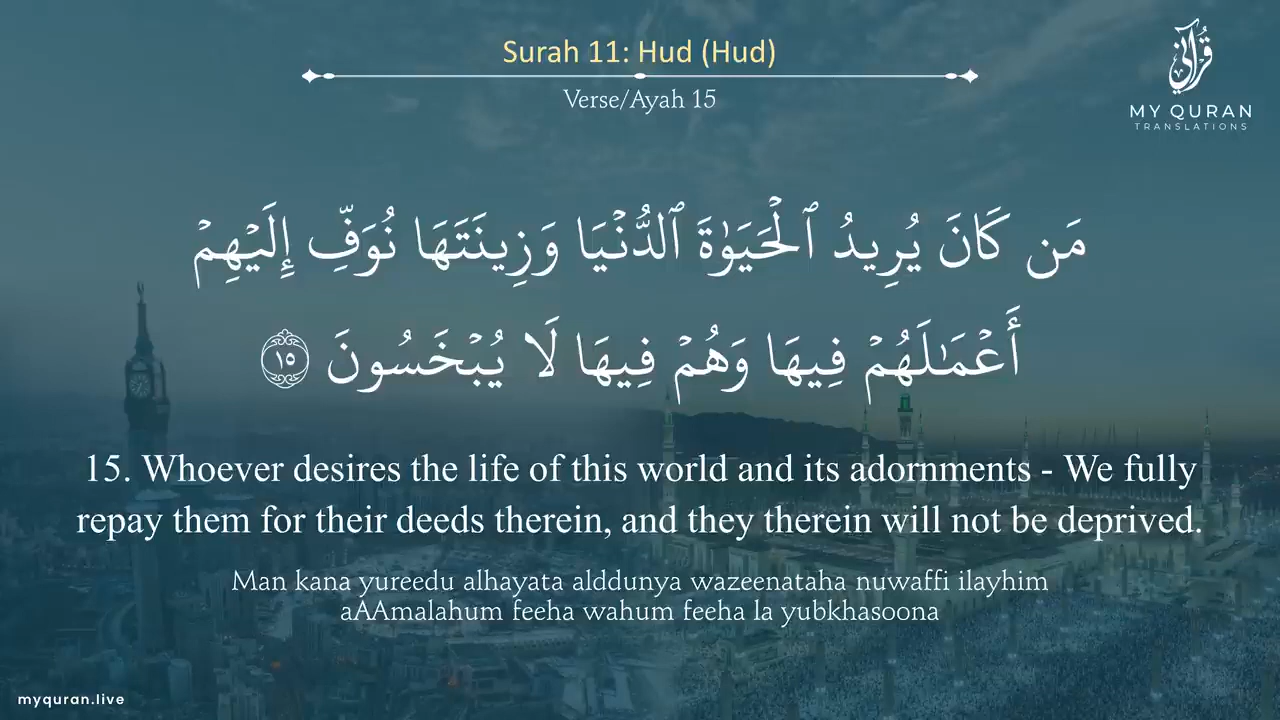 Surah 11: Hud (Hud)
Verse/Ayah 15
قرآني
MY QURAN
TRANSLATIONS
مَن كَانَ يُرِيدُ ٱلْحَيَوٰةَ ٱلدُّنْيَا وَزِينَتَهَا نُوَفِّ إِلَيْهِمْ
أَعْمَـٰلَهُمْ فِيهَا وَهُمْ فِيهَا لَا يُبْخَسُونَ ١٥
15. Whoever desires the life of this world and its adornments - We fully
repay them for their deeds therein, and they therein will not be deprived.
Man kana yureedu alhayata alddunya wazeenataha nuwaffi ilayhim
aAAmalahum feeha wahum feeha la yubkhasoona
myquran.live